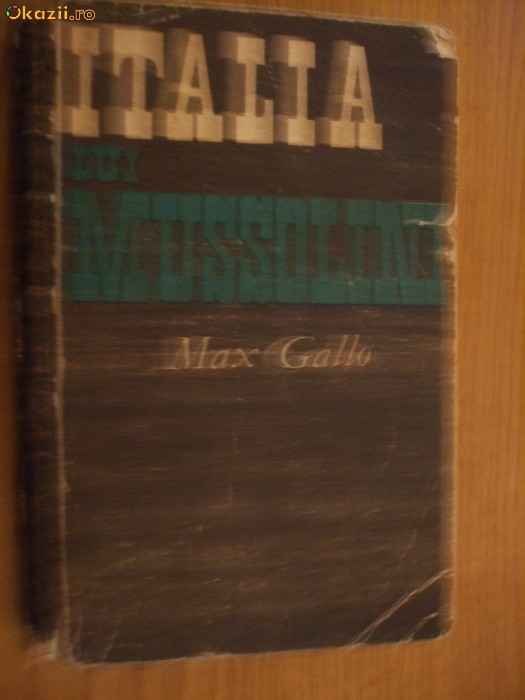 Okazii.ro
ITALIA
LUI
MUSSOLINI
Max Gallo